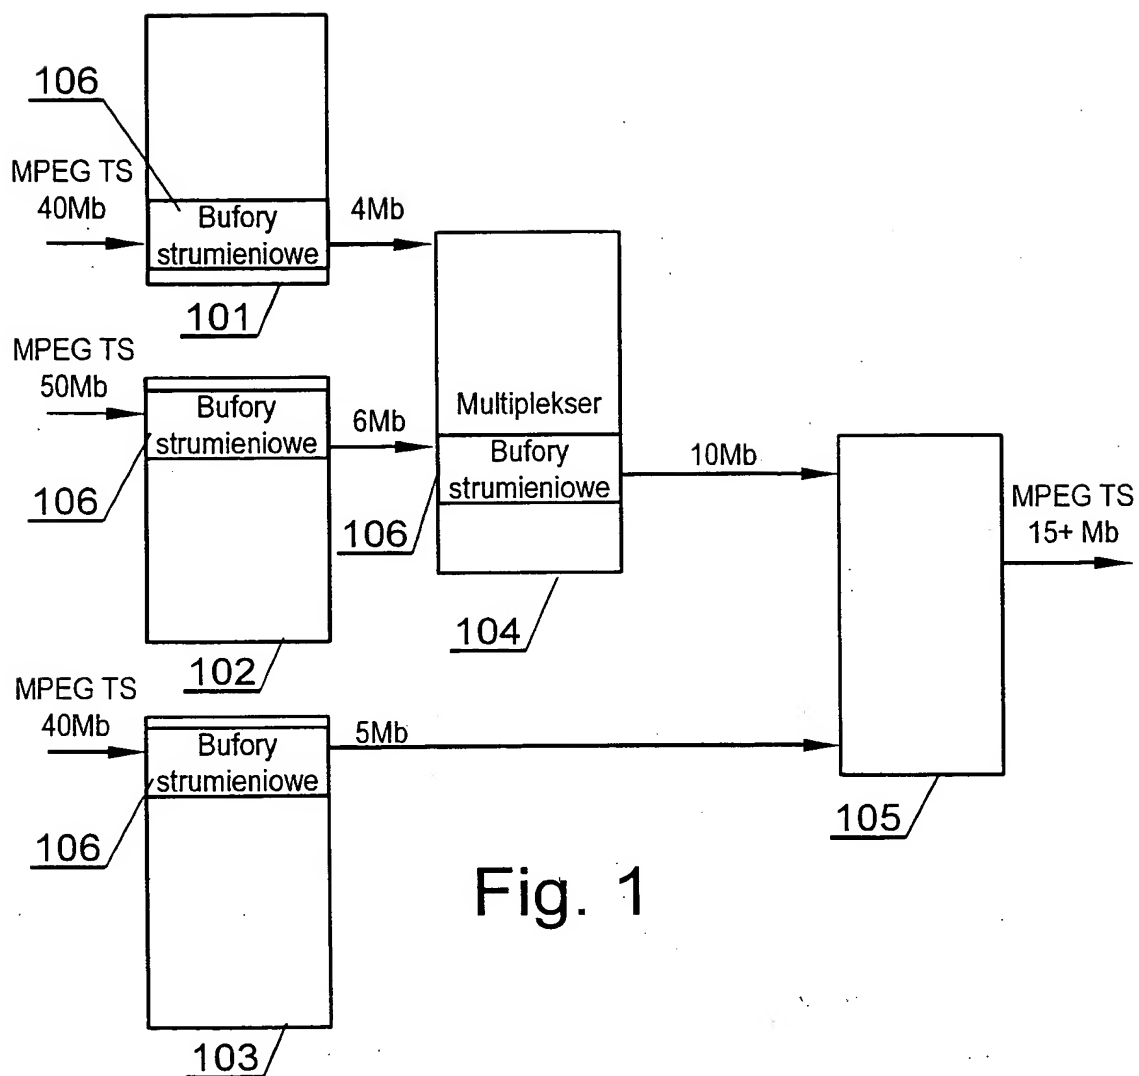 106
MPEG TS
40Mb
Bufory
strumieniowe
4Mb
101
MPEG TS
50Mb
Bufory
strumieniowe
6Mb
106
102
Multiplekser
Bufory
strumieniowe
106
104
10Mb
MPEG TS
15+ Mb
105
MPEG TS
40Mb
Bufory
strumieniowe
5Mb
106
103
Fig. 1